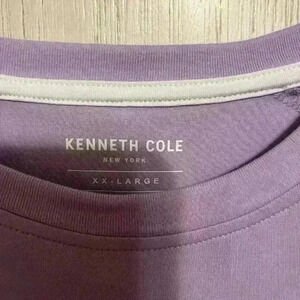 KENNETH COLE
NEW YORK
XX-LARGE